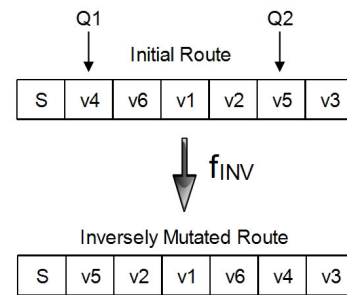 Q1 Q2
Initial Route
S v4 v6 v1 v2 v5 v3
fINV
Inversely Mutated Route
S v5 v2 v1 v6 v4 v3